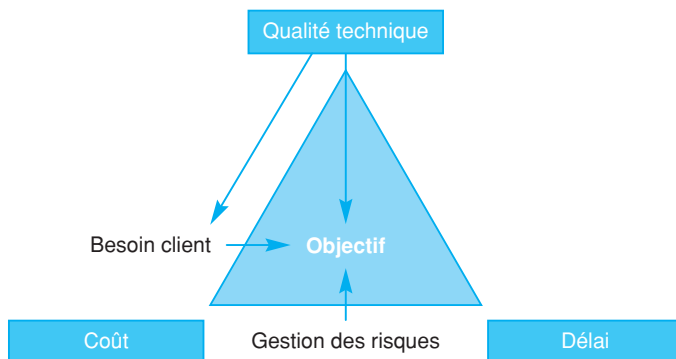 Qualité technique
Besoin client
Objectif
Coût
Gestion des risques
Délai